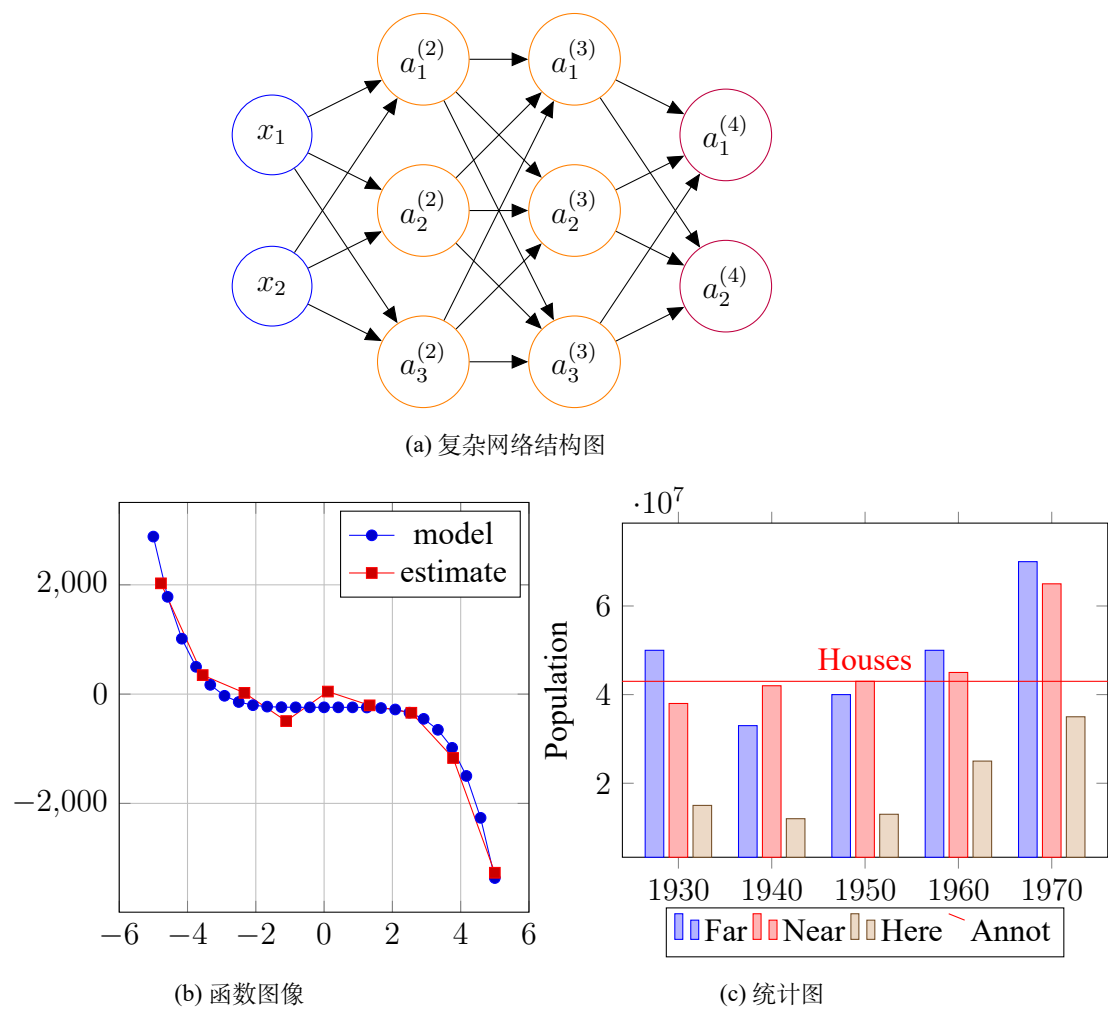 a_1^{(2)} a_1^{(3)}
x_1 a_1^{(4)}
a_2^{(2)} a_2^{(3)}
x_2 a_2^{(4)}
a_3^{(2)} a_3^{(3)}
(a) 复杂网络结构图
model
estimate
2,000
0
−2,000
−6 −4 −2 0 2 4 6
(b) 函数图像
·10^7
6
4
2
Population
Houses
1930 1940 1950 1960 1970
Far Near Here Annot
(c) 统计图